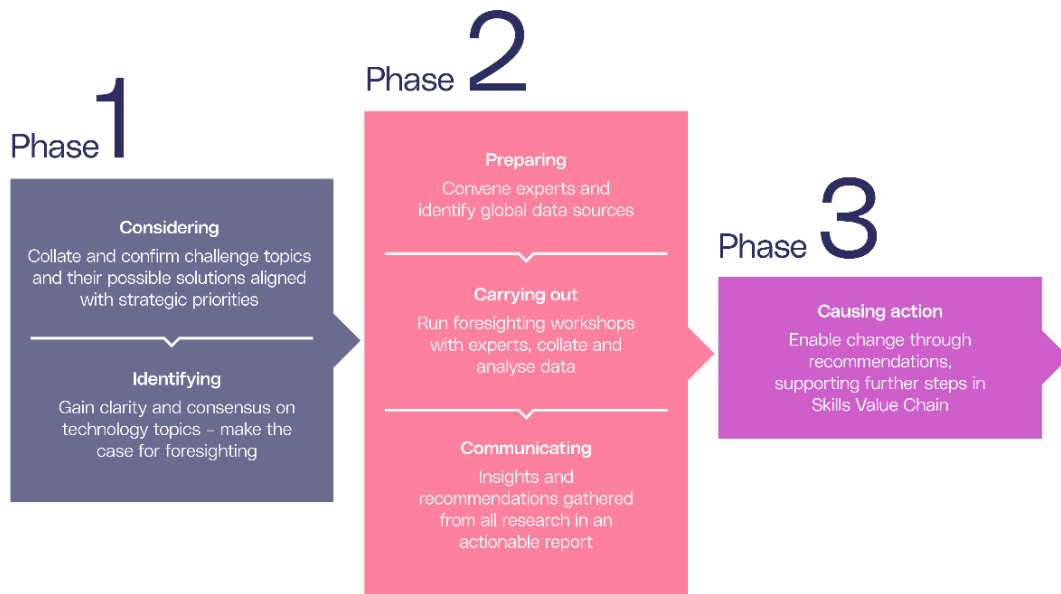 Phase 1
Considering
Collate and confirm challenge topics
and their possible solutions aligned
with strategic priorities
Identifying
Gain clarity and consensus on
technology topics – make the
case for foresighting
Phase 2
Preparing
Convene experts and
identify global data sources
Carrying out
Run foresighting workshops
with experts, collate and
analyse data
Communicating
Insights and
recommendations gathered
from all research in an
actionable report
Phase 3
Causing action
Enable change through
recommendations,
supporting further steps in
Skills Value Chain